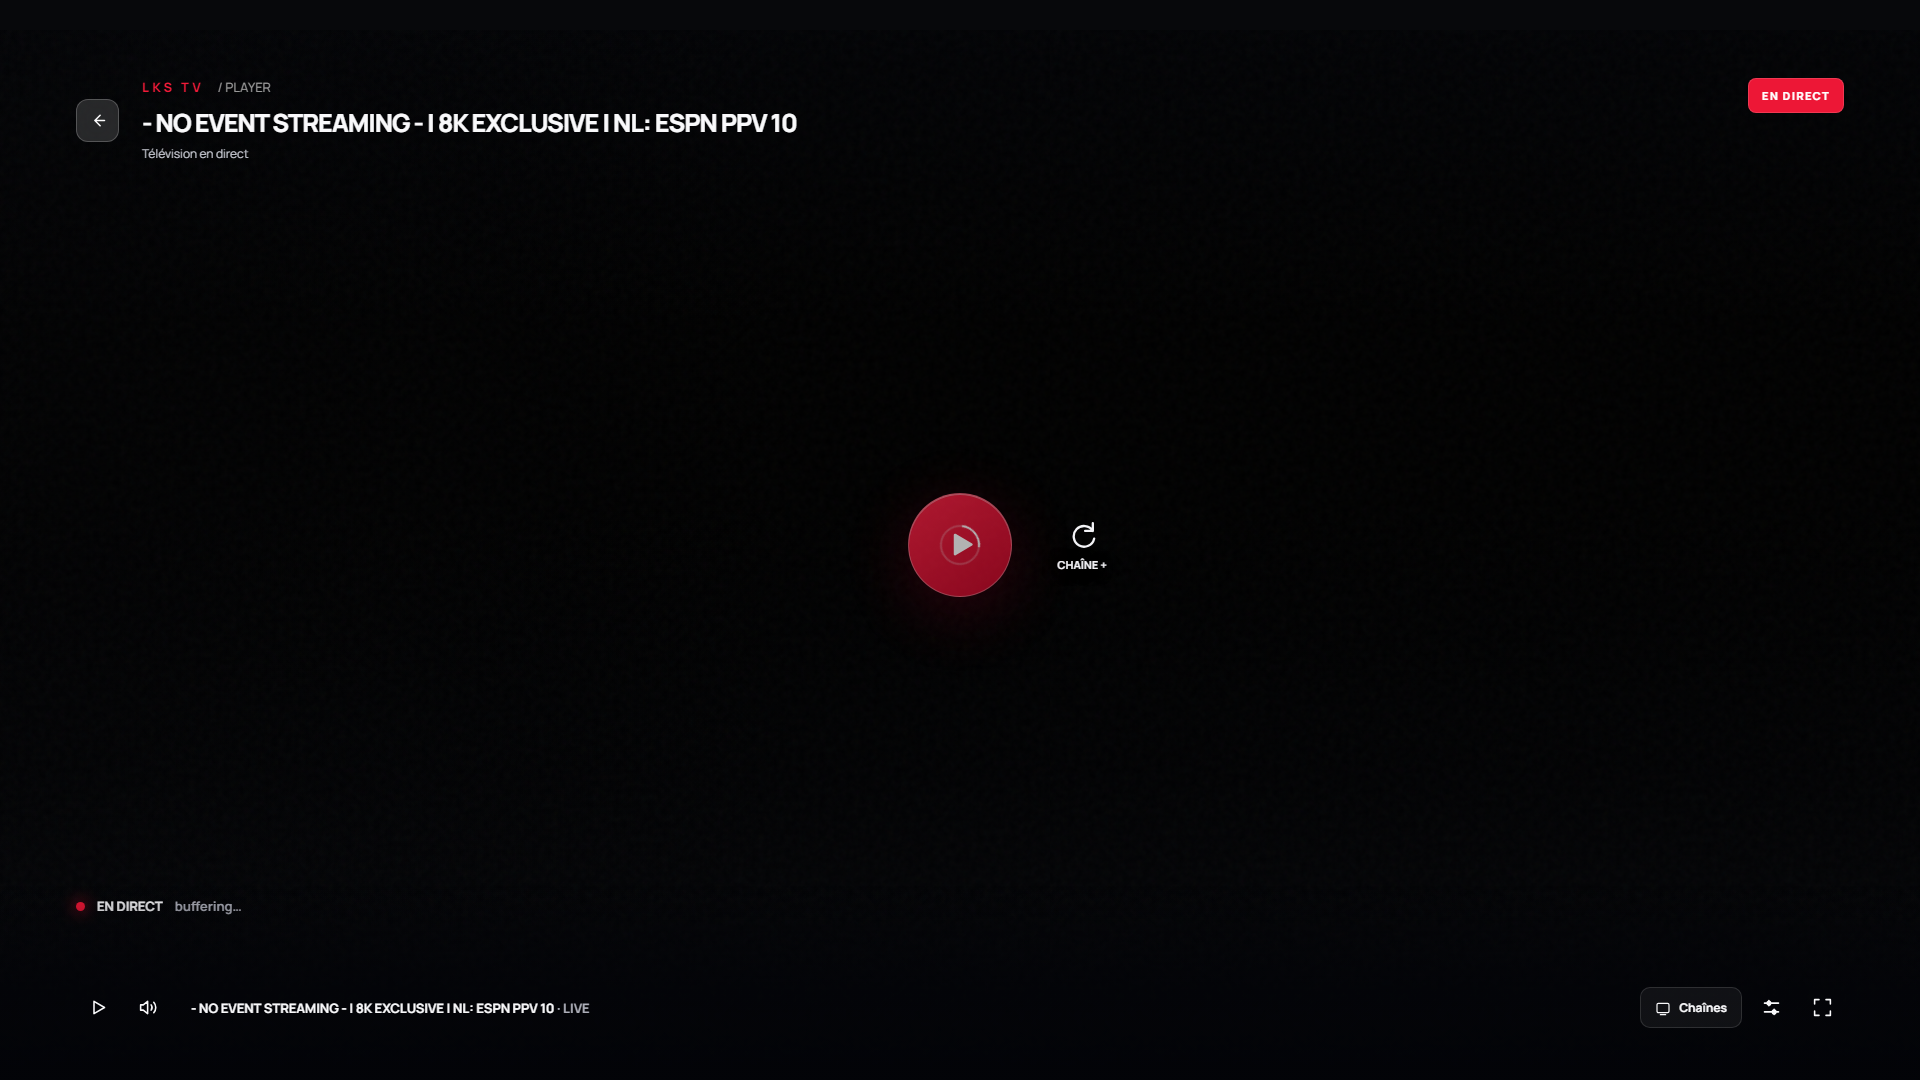 LKS TV / PLAYER
- NO EVENT STREAMING - I 8K EXCLUSIVE I NL: ESPN PPV 10
Télévision en direct
EN DIRECT
CHAÎNE +
EN DIRECT buffering...
- NO EVENT STREAMING - I 8K EXCLUSIVE I NL: ESPN PPV 10 · LIVE
Chaînes